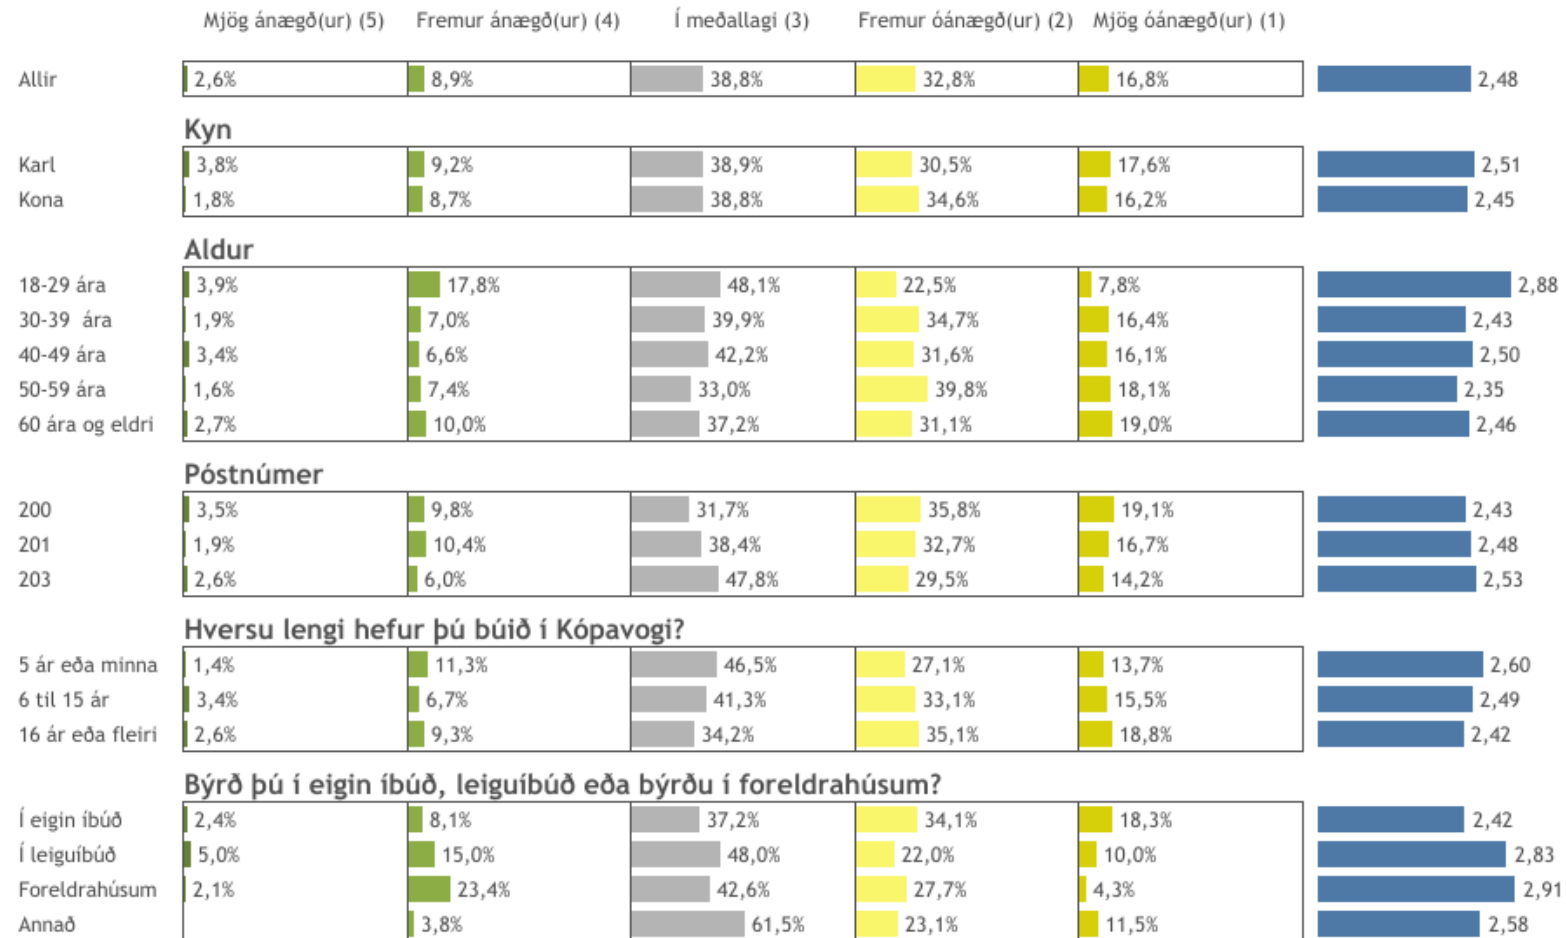 Mjög ánægð(ur) (5) Fremur ánægð(ur) (4) Í meðallagi (3) Fremur óánægð(ur) (2) Mjög óánægð(ur) (1)
Allir 2,6% 8,9% 38,8% 32,8% 16,8% 2,48
Kyn
Karl 3,8% 9,2% 38,9% 30,5% 17,6% 2,51
Kona 1,8% 8,7% 38,8% 34,6% 16,2% 2,45
Aldur
18-29 ára 3,9% 17,8% 48,1% 22,5% 7,8% 2,88
30-39 ára 1,9% 7,0% 39,9% 34,7% 16,4% 2,43
40-49 ára 3,4% 6,6% 42,2% 31,6% 16,1% 2,50
50-59 ára 1,6% 7,4% 33,0% 39,8% 18,1% 2,35
60 ára og eldri 2,7% 10,0% 37,2% 31,1% 19,0% 2,46
Póstnúmer
200 3,5% 9,8% 31,7% 35,8% 19,1% 2,43
201 1,9% 10,4% 38,4% 32,7% 16,7% 2,48
203 2,6% 6,0% 47,8% 29,5% 14,2% 2,53
Hversu lengi hefur þú búið í Kópavogi?
5 ár eða minna 1,4% 11,3% 46,5% 27,1% 13,7% 2,60
6 til 15 ár 3,4% 6,7% 41,3% 33,1% 15,5% 2,49
16 ár eða fleiri 2,6% 9,3% 34,2% 35,1% 18,8% 2,42
Býrð þú í eigin íbúð, leiguíbúð eða býrðu í foreldrahúsum?
Í eigin íbúð 2,4% 8,1% 37,2% 34,1% 18,3% 2,42
Í leiguíbúð 5,0% 15,0% 48,0% 22,0% 10,0% 2,83
Foreldrahúsum 2,1% 23,4% 42,6% 27,7% 4,3% 2,91
Annað 3,8% 61,5% 23,1% 11,5% 2,58